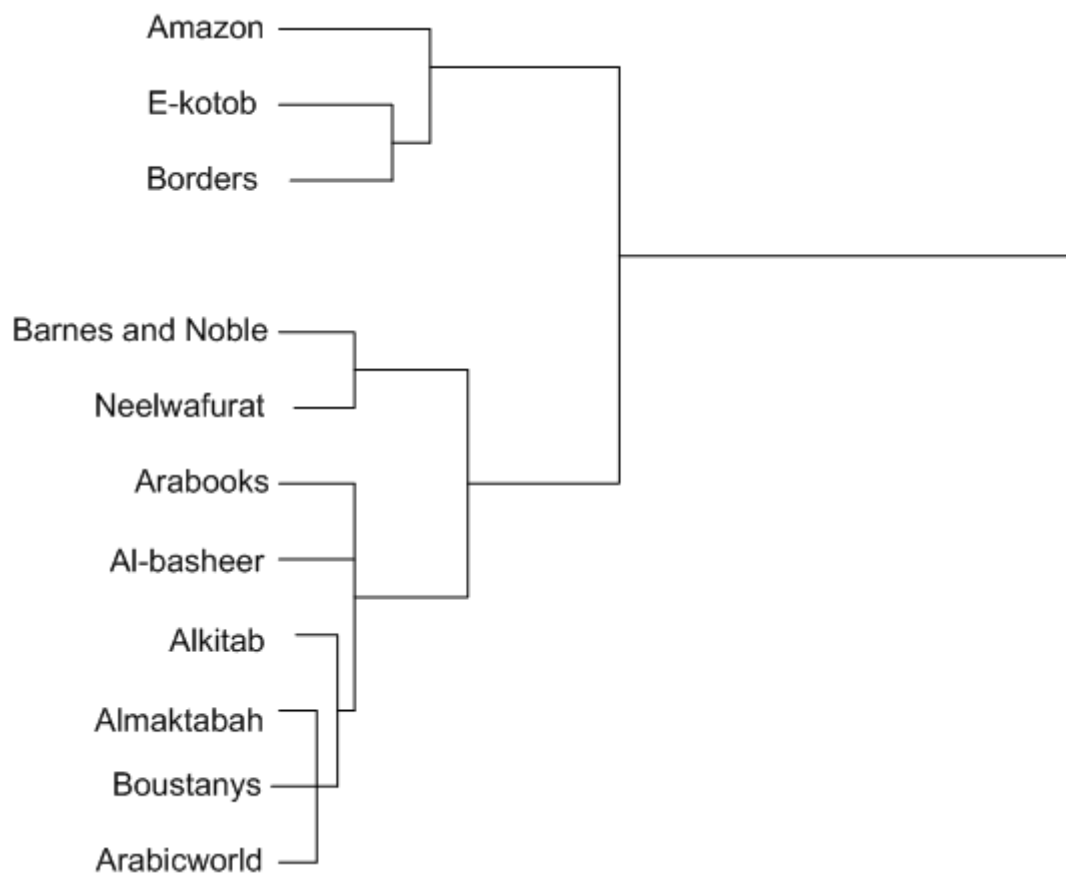 Amazon
E-kotob
Borders
Barnes and Noble
Neelwafurat
Arabooks
Al-basheer
Alkitab
Almaktabah
Boustanys
Arabicworld